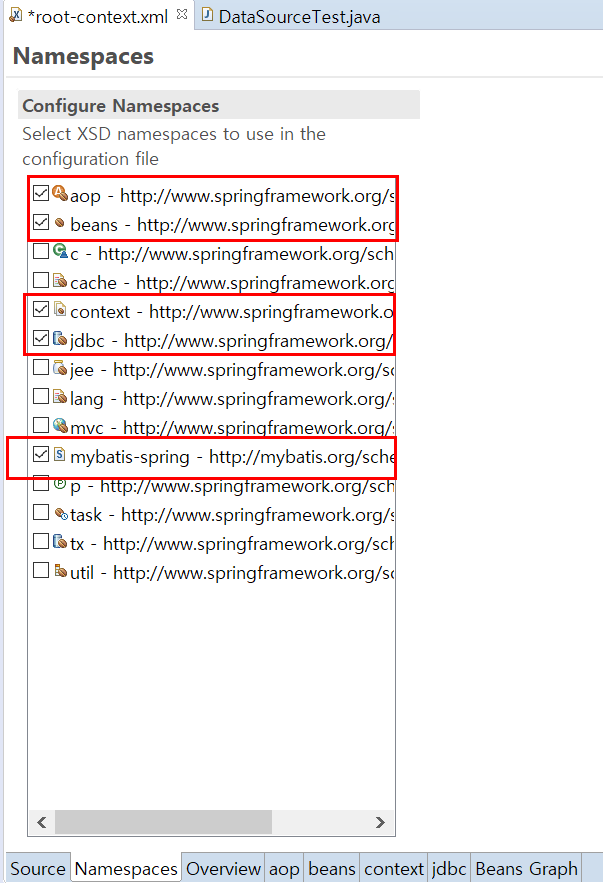 *root-context.xml
DataSourceTest.java
Namespaces
Configure Namespaces
Select XSD namespaces to use in the
configuration file
aop - http://www.springframework.org/s
beans - http://www.springframework.org
c - http://www.springframework.org/sch
cache - http://www.springframework.org/
context - http://www.springframework.o
jdbc - http://www.springframework.org/
jee - http://www.springframework.org/sc
lang - http://www.springframework.org/s
mvc - http://www.springframework.org/s
mybatis-spring - http://mybatis.org/sche
p - http://www.springframework.org/sch
task - http://www.springframework.org/s
tx - http://www.springframework.org/sch
util - http://www.springframework.org/sc
Source Namespaces Overview aop beans context jdbc Beans Graph